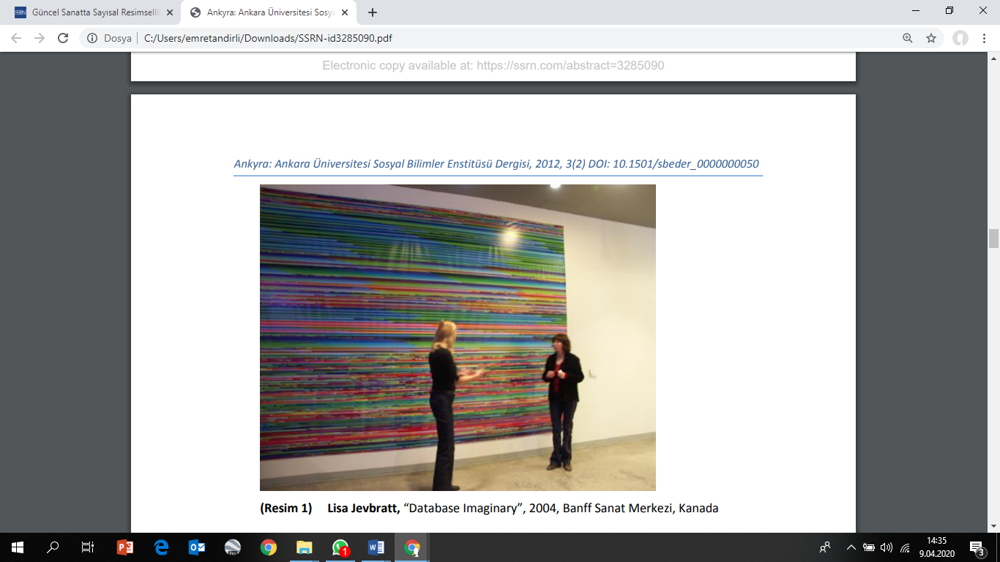 SSRN
Güncel Sanatta Sayısal Resimselli
Ankyra: Ankara Üniversitesi Sosya
Dosya
C:/Users/emretandirli/Downloads/SSRN-id3285090.pdf
Electronic copy available at: https://ssrn.com/abstract=3285090
Ankyra: Ankara Üniversitesi Sosyal Bilimler Enstitüsü Dergisi, 2012, 3(2) DOI: 10.1501/sbeder_0000000050
(Resim 1) Lisa Jevbratt, “Database Imaginary”, 2004, Banff Sanat Merkezi, Kanada
Pro
1
14:35
9.04.2020
3